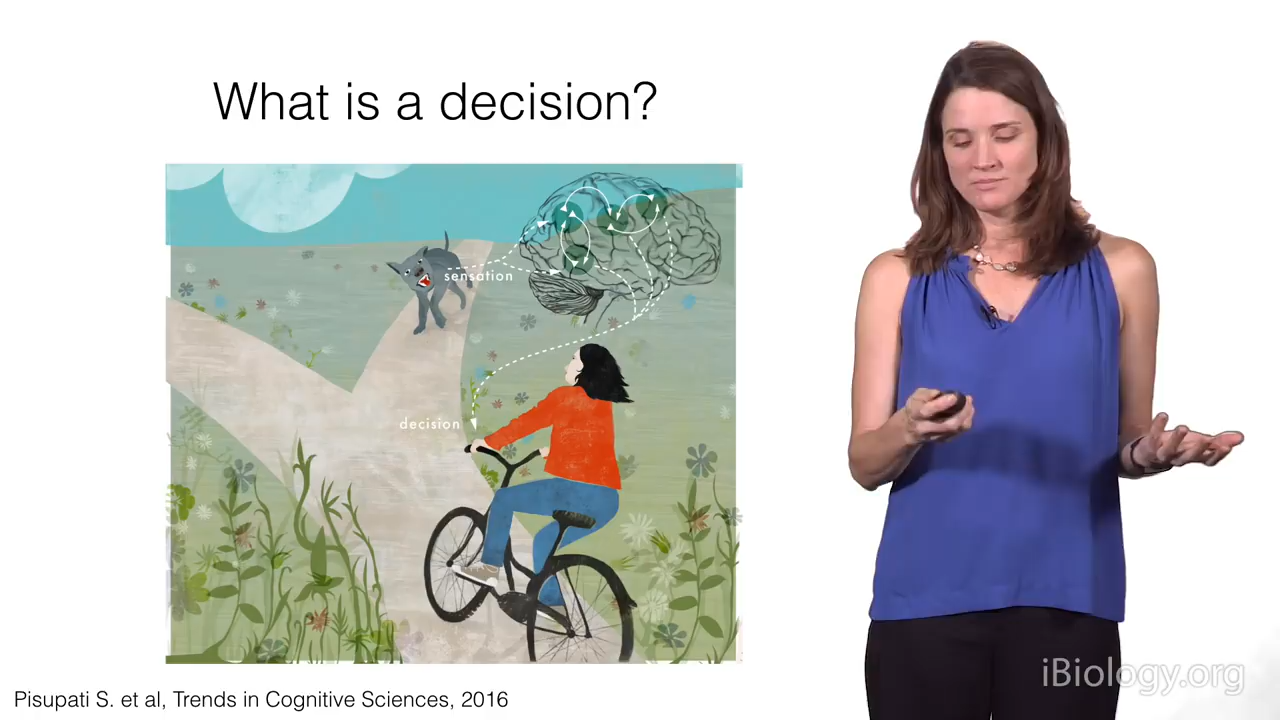 What is a decision?
sensation
decision
Pisupati S. et al, Trends in Cognitive Sciences, 2016
iBiology.org